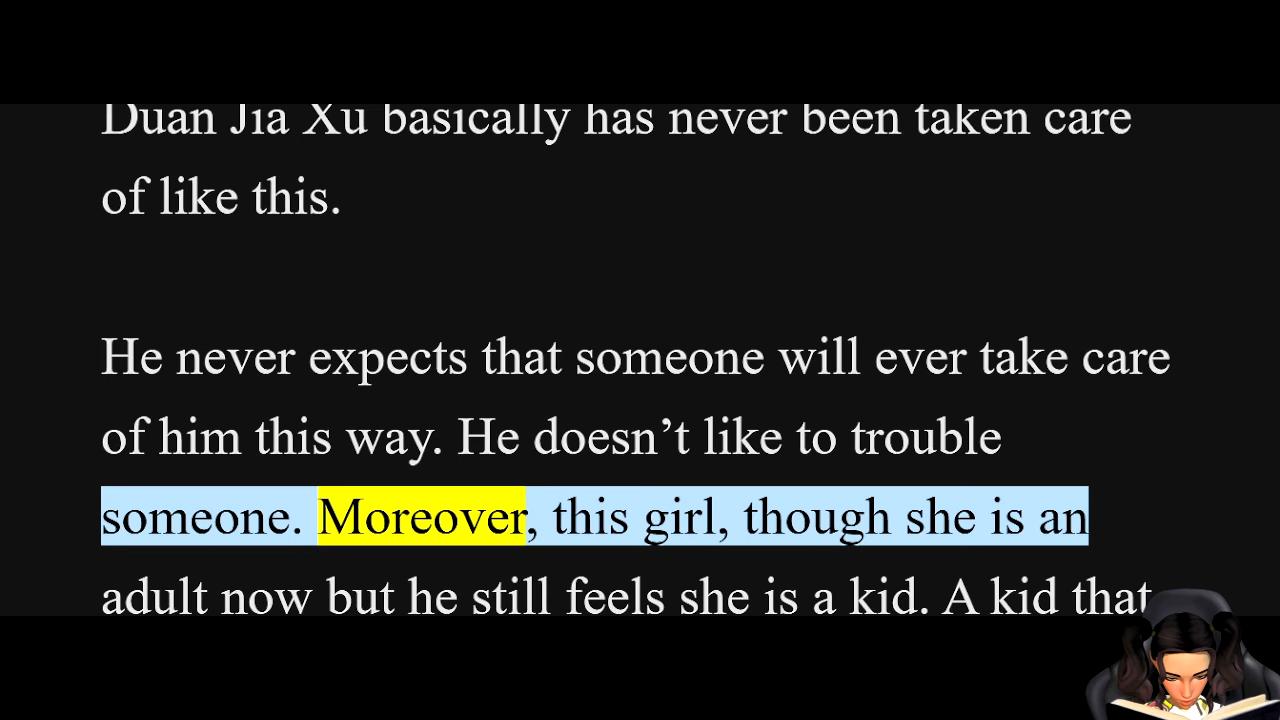 Duan Jia Xu basically has never been taken care
of like this.
He never expects that someone will ever take care
of him this way. He doesn’t like to trouble
someone. Moreover, this girl, though she is an
adult now but he still feels she is a kid. A kid that